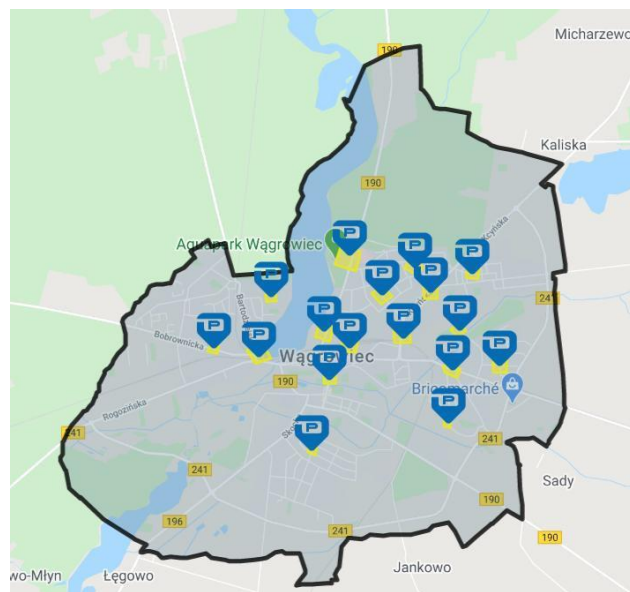 190
Micharzewo
Kaliska
190
P
Aquapark Wągrowiec
P
P
P
P
P
241
Bartodz
P
P
P
P
P
Bobrownicka
P
P
Wągrowiec
P
P
P
190
Bricomarché
Rogozińska
P
241
P
241
241
Sady
196
190
241
190
wo-Młyn
Łęgowo
Jankowo